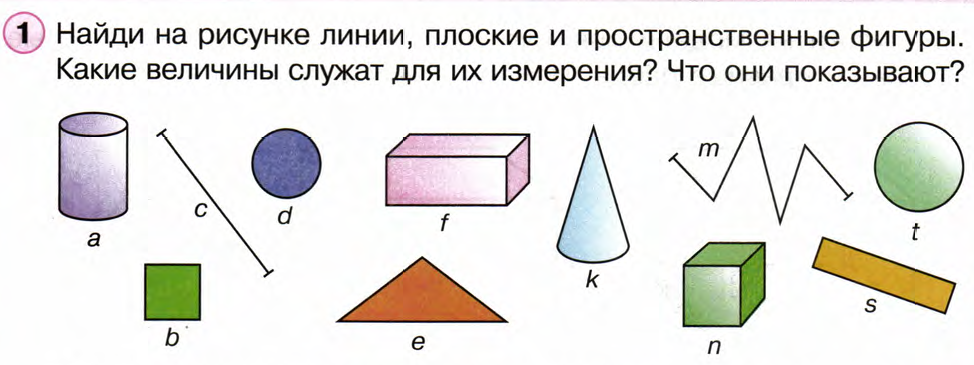 1 Найди на рисунке линии, плоские и пространственные фигуры.
Какие величины служат для их измерения? Что они показывают?
a
c
d
f
k
m
t
b
e
n
s